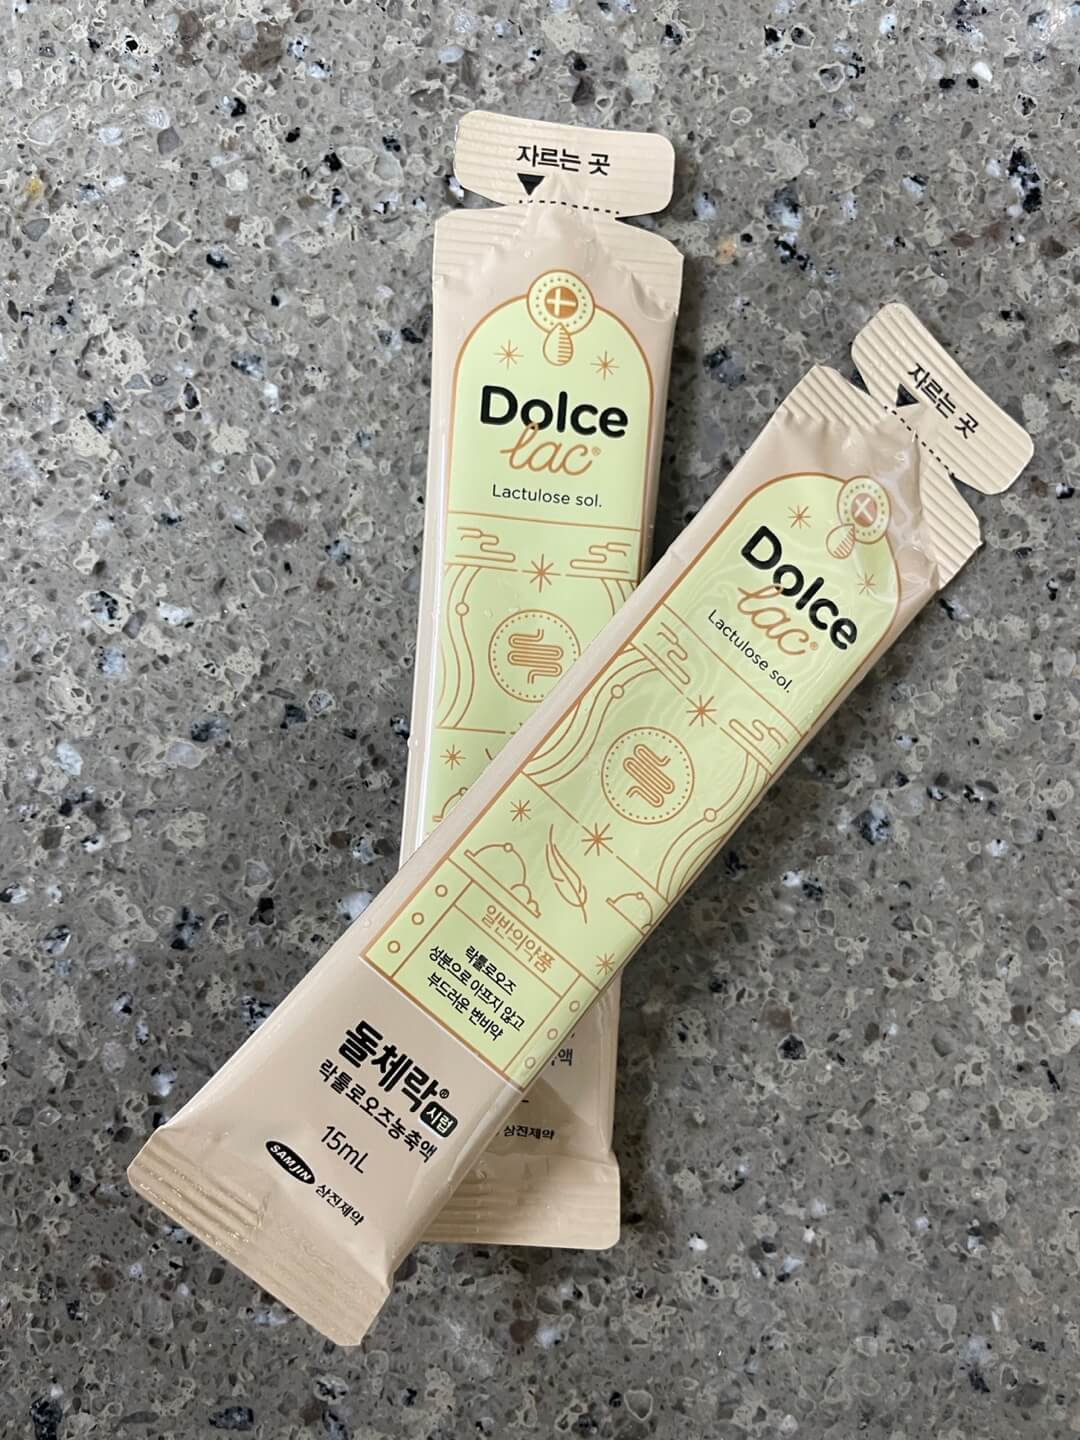 자르는 곳
Dolce
lac®
Lactulose sol.
액
삼진제약
자르는 곳
Dolce
lac®
Lactulose sol.
일반의약품
락툴로오즈
성분으로 아프지 않고
부드러운 변비약
돌체락® 시럽
락툴로오즈농축액
15mL
SAMJIN 삼진제약